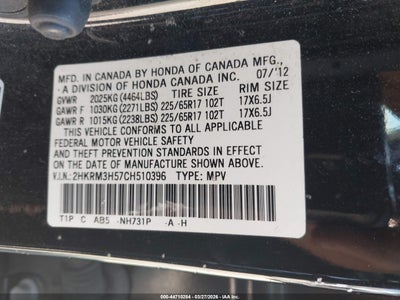 MFD. IN CANADA BY HONDA OF CANADA MFG.,
- A DIVISION OF HONDA CANADA INC. 07/'12
GVWR 2025KG (4464LBS) TIRE SIZE RIM SIZE
GAWR F 1030KG (2271LBS) 225/65R17 102T 17X6.5J
GAWR R 1015KG (2238LBS) 225/65R17 102T 17X6.5J
THIS VEHICLE CONFORMS TO ALL APPLICABLE
FEDERAL MOTOR VEHICLE SAFETY
AND THEFT PREVENTION STANDARDS IN EFFECT ON
THE DATE OF MANUFACTURE SHOWN ABOVE.
V.I.N.: 2HKRM3H57CH510396 TYPE: MPV
T1P C AB5 -NH731P -A -H
000-44710284 - 03/27/2026 - IAA, Inc.